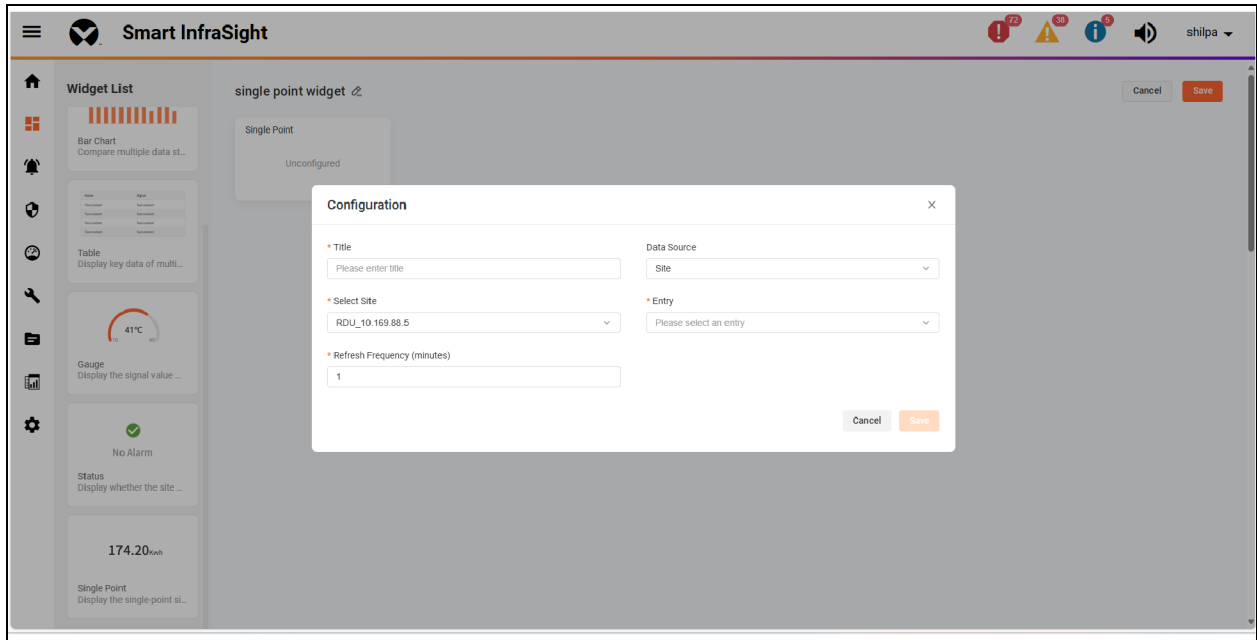 Smart InfraSight
72
38
5
shilpa
Widget List
single point widget
Cancel
Save
Bar Chart
Compare multiple data st...
Single Point
Unconfigured
Table
Display key data of multi...
41°C
Gauge
Display the signal value ...
No Alarm
Status
Display whether the site ...
174.20Kwh
Single Point
Display the single-point si...
Configuration
* Title
Please enter title
Data Source
Site
* Select Site
RDU_10.169.88.5
* Entry
Please select an entry
* Refresh Frequency (minutes)
1
Cancel
Save